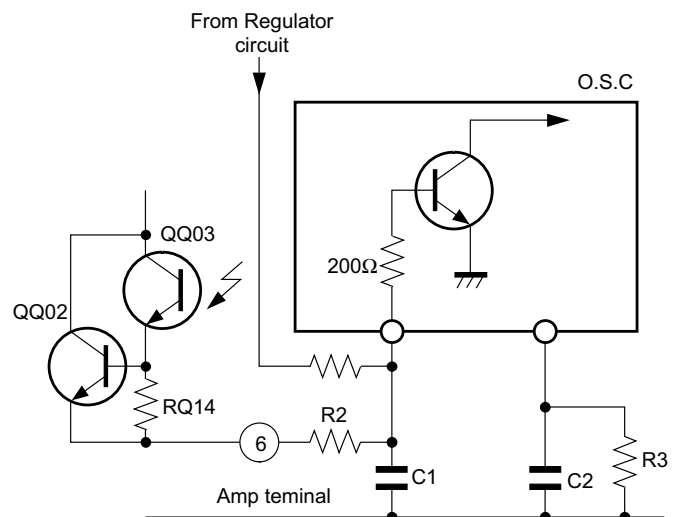 From Regulator
circuit
O.S.C
QQ03
200Ω
QQ02
RQ14
R2
6
C1
C2
R3
Amp teminal